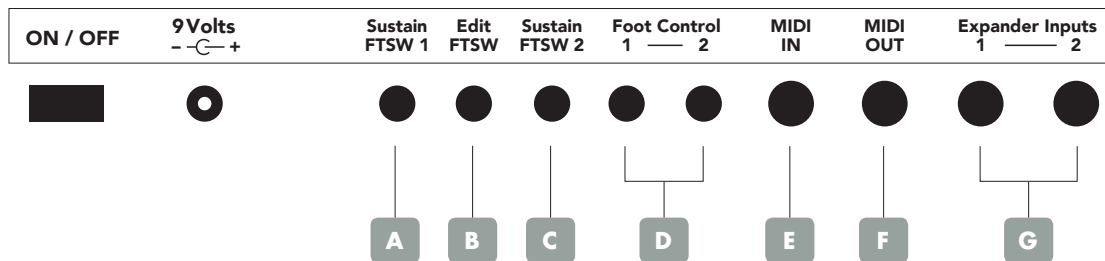 ON / OFF
9 Volts
– +
Sustain
FTSW 1
Edit
FTSW
Sustain
FTSW 2
Foot Control
1 2
MIDI
IN
MIDI
OUT
Expander Inputs
1 2
A B C D E F G